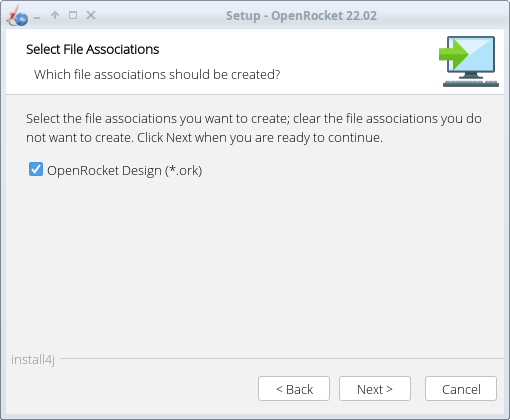 Setup - OpenRocket 22.02
Select File Associations
Which file associations should be created?
Select the file associations you want to create; clear the file associations you do
not want to create. Click Next when you are ready to continue.
OpenRocket Design (*.ork)
install4j
< Back
Next >
Cancel